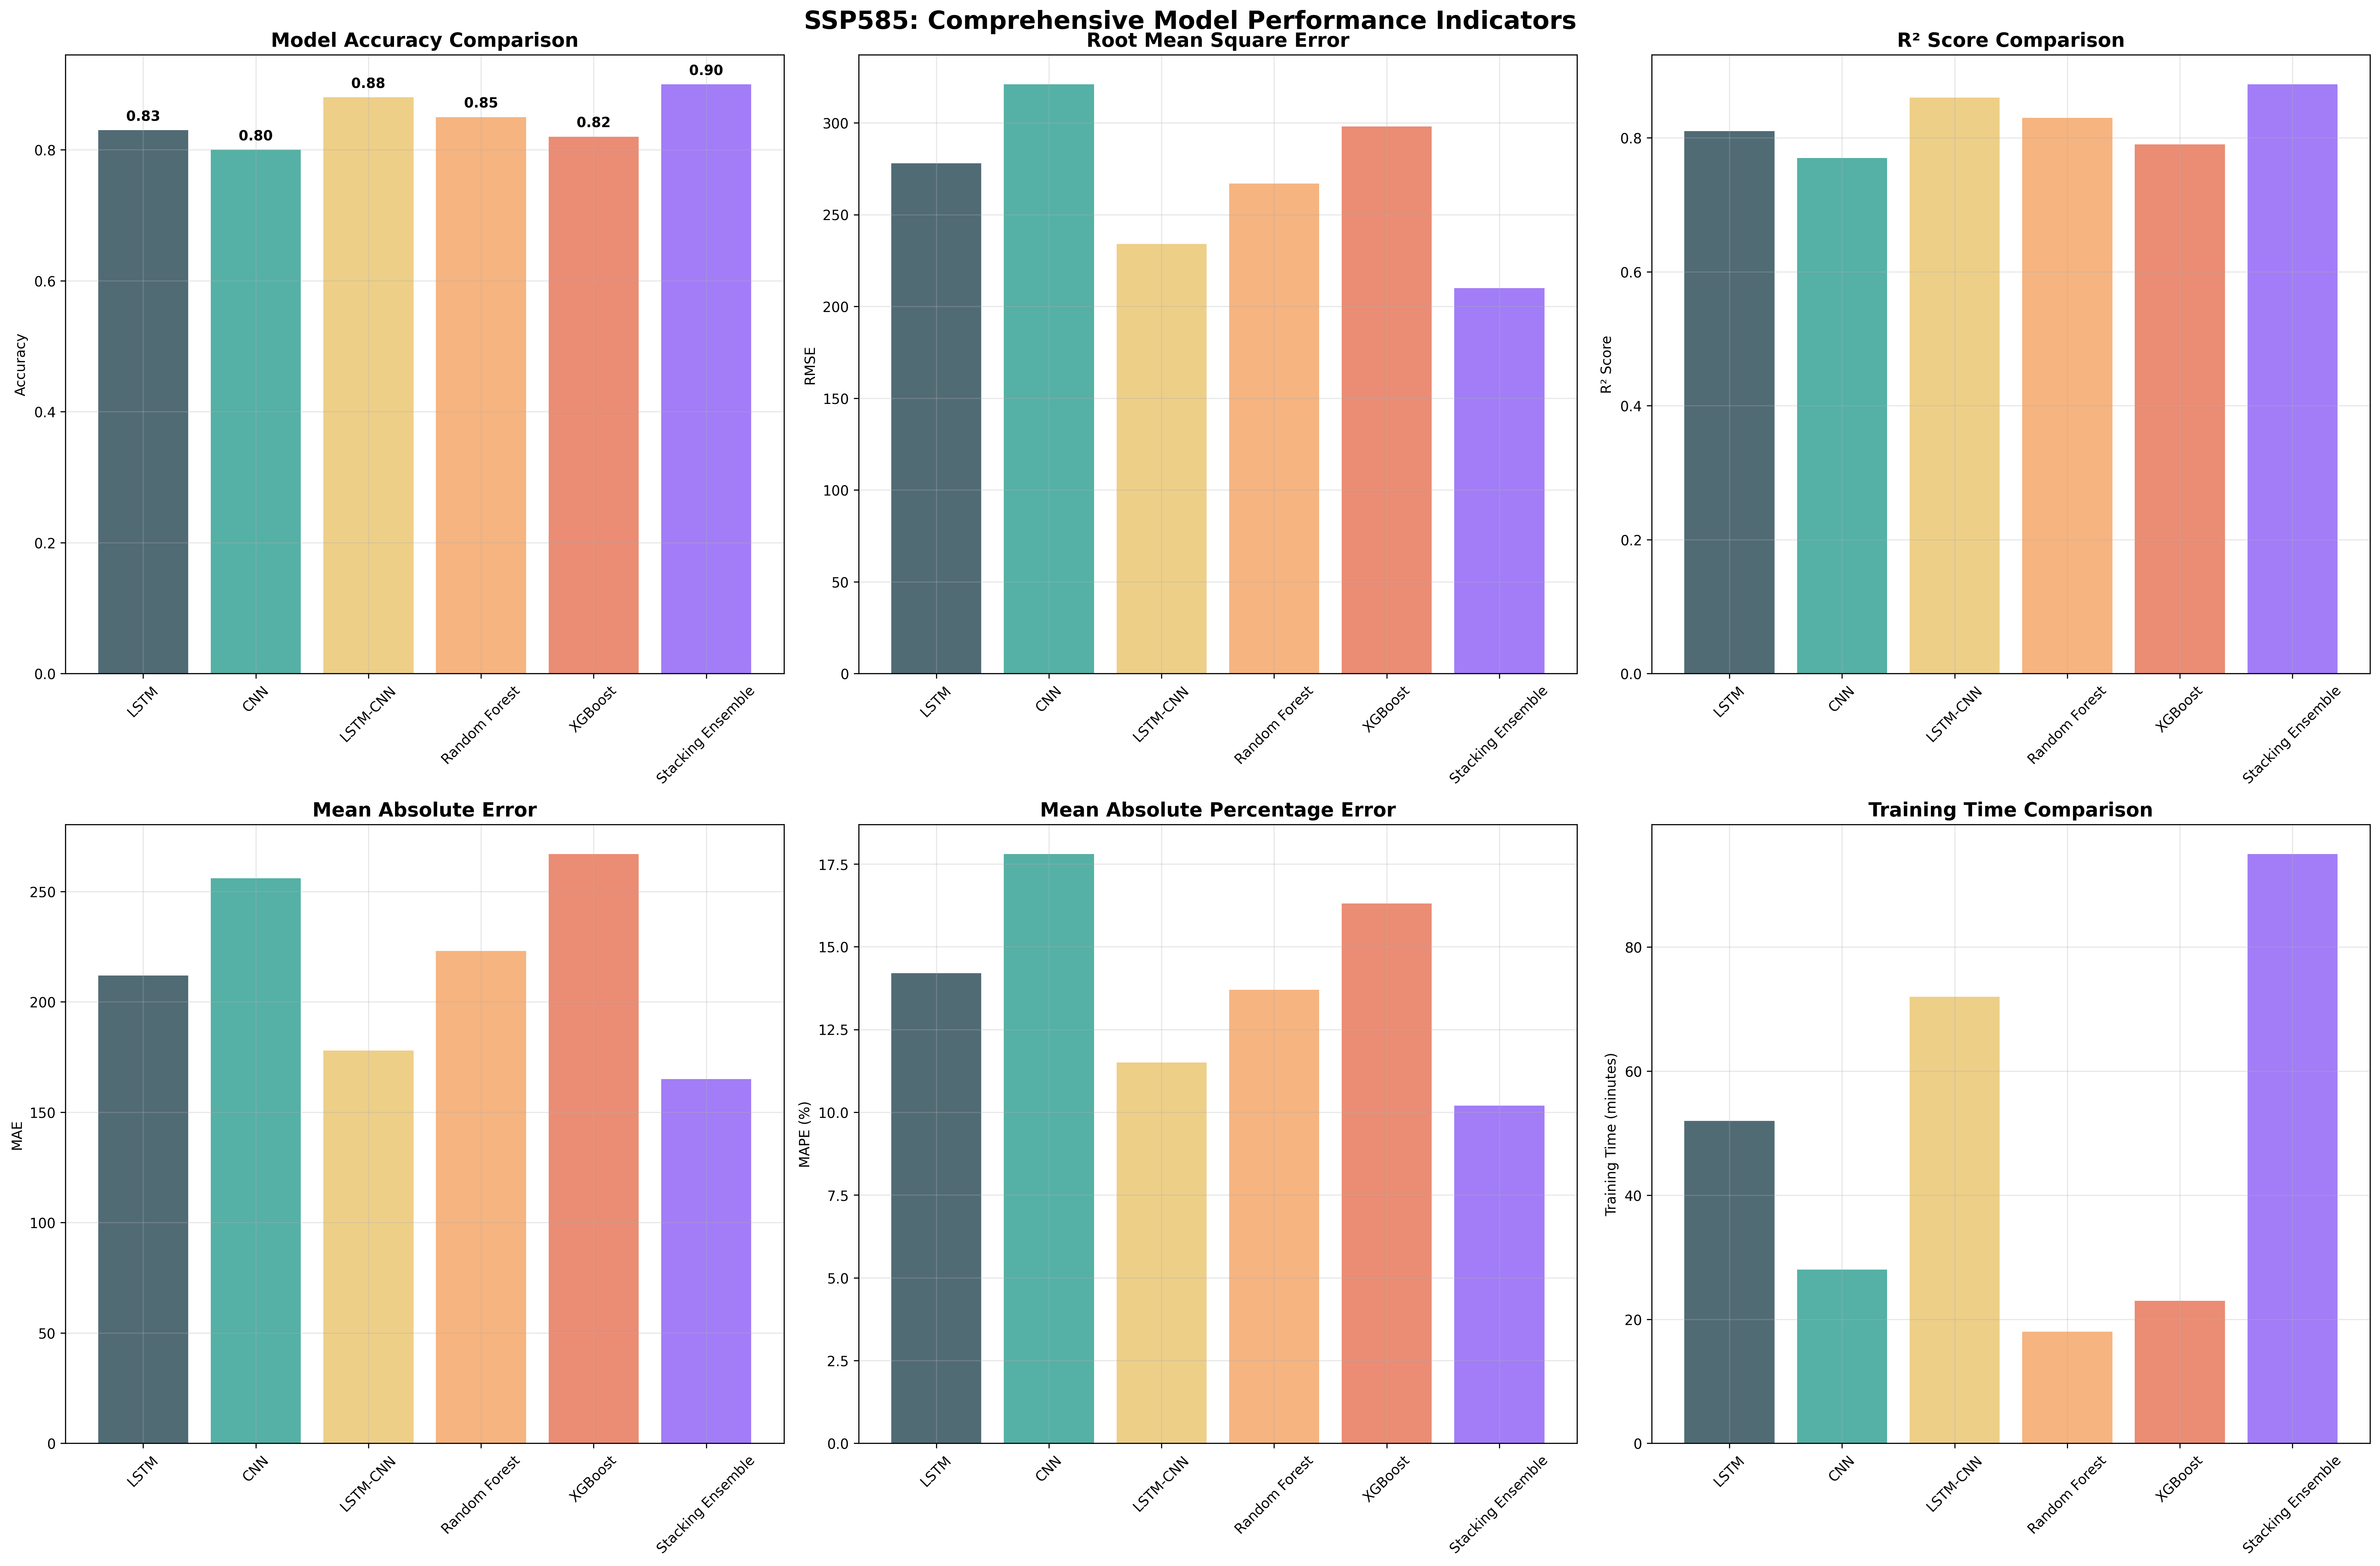 SSP585: Comprehensive Model Performance Indicators
Model Accuracy Comparison
Accuracy
0.8
0.6
0.4
0.2
0.0
0.83
0.80
0.88
0.85
0.82
0.90
LSTM
CNN
LSTM-CNN
Random Forest
XGBoost
Stacking Ensemble
Root Mean Square Error
RMSE
300
250
200
150
100
50
0
LSTM
CNN
LSTM-CNN
Random Forest
XGBoost
Stacking Ensemble
R² Score Comparison
R² Score
0.8
0.6
0.4
0.2
0.0
LSTM
CNN
LSTM-CNN
Random Forest
XGBoost
Stacking Ensemble
Mean Absolute Error
MAE
250
200
150
100
50
0
LSTM
CNN
LSTM-CNN
Random Forest
XGBoost
Stacking Ensemble
Mean Absolute Percentage Error
MAPE (%)
17.5
15.0
12.5
10.0
7.5
5.0
2.5
0.0
LSTM
CNN
LSTM-CNN
Random Forest
XGBoost
Stacking Ensemble
Training Time Comparison
Training Time (minutes)
80
60
40
20
0
LSTM
CNN
LSTM-CNN
Random Forest
XGBoost
Stacking Ensemble